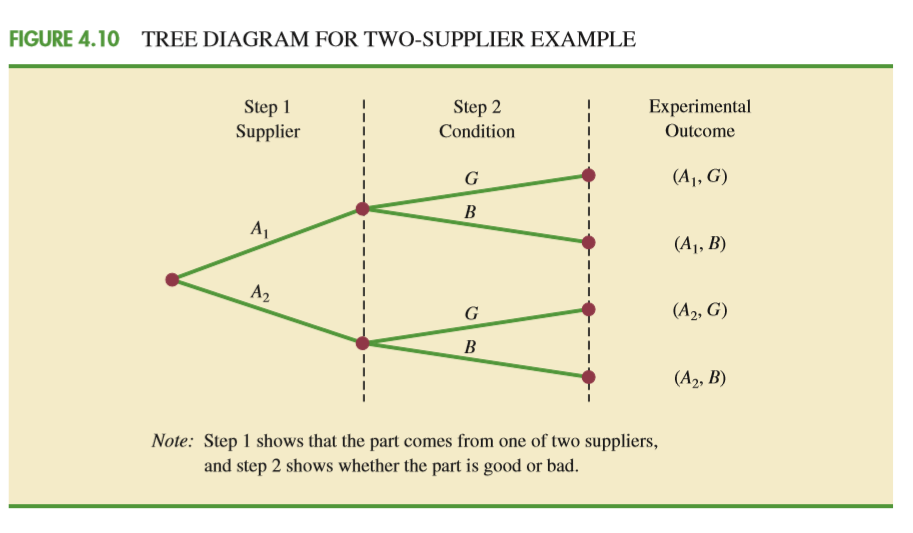 FIGURE 4.10 TREE DIAGRAM FOR TWO-SUPPLIER EXAMPLE
Step 1
Supplier
Step 2
Condition
Experimental
Outcome
A₁
A₂
G
B
G
B
(A₁, G)
(A₁, B)
(A₂, G)
(A₂, B)
Note: Step 1 shows that the part comes from one of two suppliers,
and step 2 shows whether the part is good or bad.